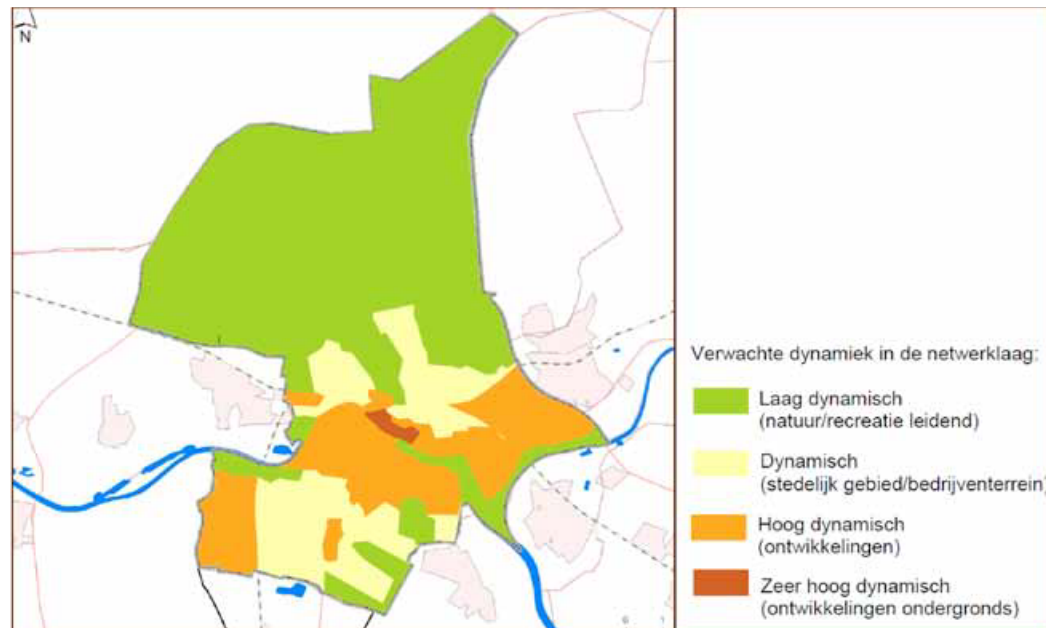 N
Verwachte dynamiek in de netwerklaag:
Laag dynamisch
(natuur/recreatie leidend)
Dynamisch
(stedelijk gebied/bedrijventerrein)
Hoog dynamisch
(ontwikkelingen)
Zeer hoog dynamisch
(ontwikkelingen ondergronds)